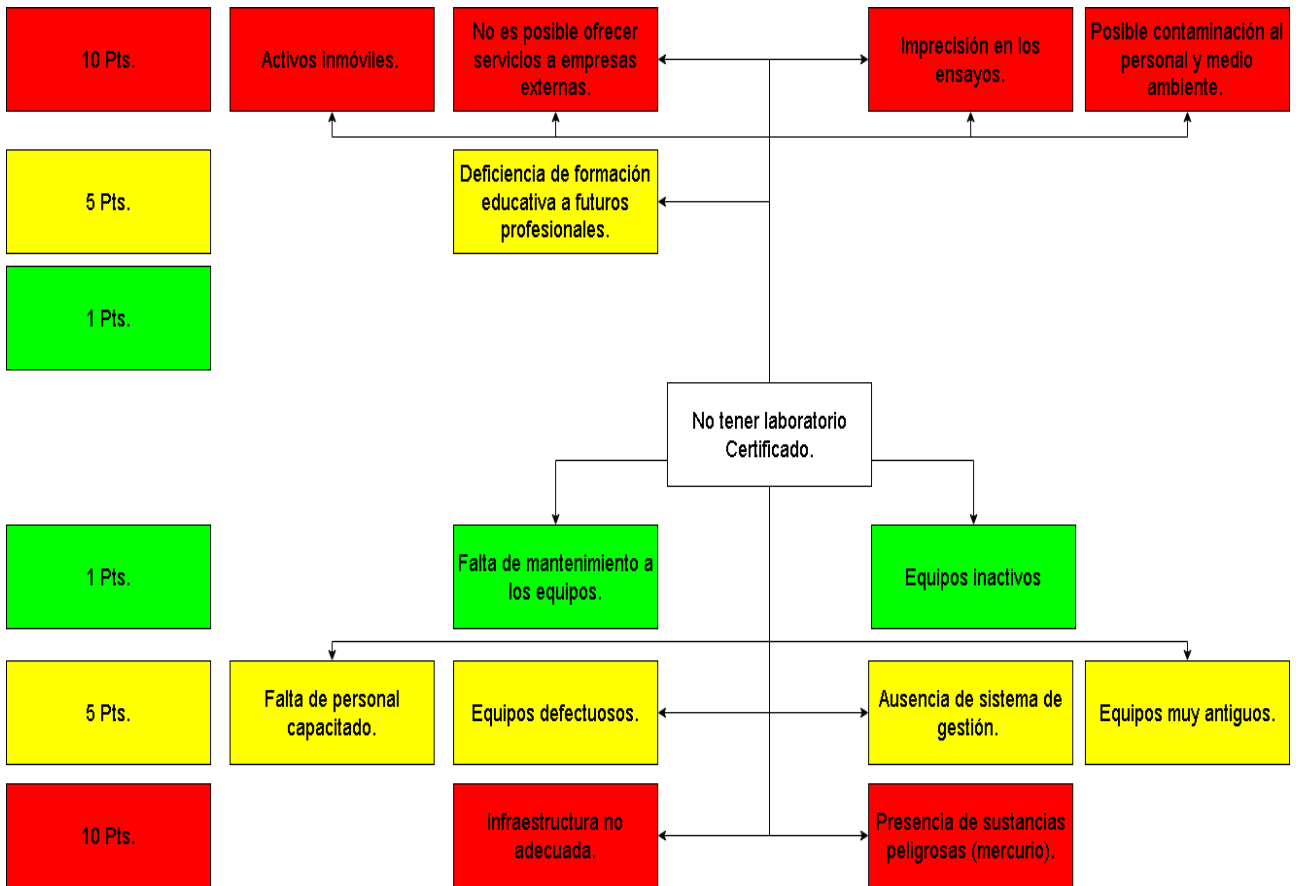 10 Pts.
Activos inmóviles.
No es posible ofrecer
servicios a empresas
externas.
Imprecisión en los
ensayos.
Posible contaminación al
personal y medio
ambiente.
5 Pts.
Deficiencia de formación
educativa a futuros
profesionales.
1 Pts.
No tener laboratorio
Certificado.
1 Pts.
Falta de mantenimiento a
los equipos.
Equipos inactivos
5 Pts.
Falta de personal
capacitado.
Equipos defectuosos.
Ausencia de sistema de
gestión.
Equipos muy antiguos.
10 Pts.
Infraestructura no
adecuada.
Presencia de sustancias
peligrosas (mercurio).